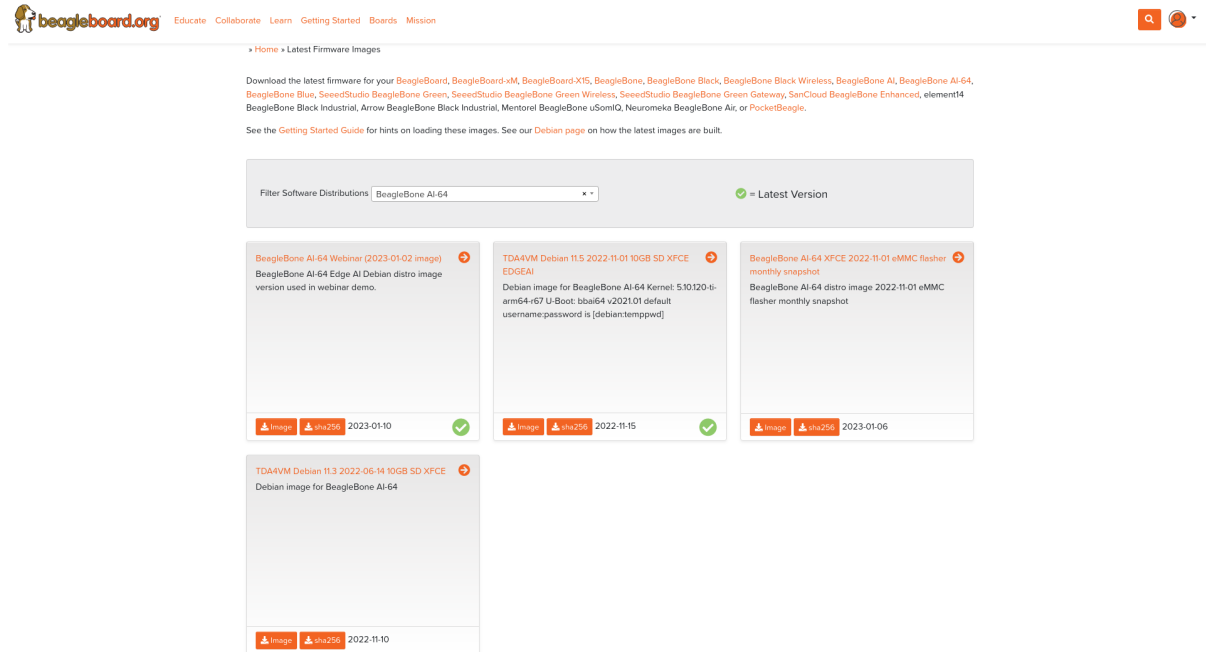 beagleboard.org Educate Collaborate Learn Getting Started Boards Mission
» Home » Latest Firmware Images
Download the latest firmware for your BeagleBoard, BeagleBoard-xM, BeagleBoard-X15, BeagleBone, BeagleBone Black, BeagleBone Black Wireless, BeagleBone AI, BeagleBone AI-64,
BeagleBone Blue, SeeedStudio BeagleBone Green, SeeedStudio BeagleBone Green Wireless, SeeedStudio BeagleBone Green Gateway, SanCloud BeagleBone Enhanced, element14
BeagleBone Black Industrial, Arrow BeagleBone Black Industrial, Mentorel BeagleBone uSomIQ, Neuromeka BeagleBone Air, or PocketBeagle.
See the Getting Started Guide for hints on loading these images. See our Debian page on how the latest images are built.
Filter Software Distributions BeagleBone AI-64 × = Latest Version
BeagleBone AI-64 Webinar (2023-01-02 image)
BeagleBone AI-64 Edge AI Debian distro image
version used in webinar demo.
Image sha256 2023-01-10
TDA4VM Debian 11.5 2022-11-01 10GB SD XFCE
EDGEAI
Debian image for BeagleBone AI-64 Kernel: 5.10.120-ti-
arm64-r67 U-Boot: bbai64 v2021.01 default
username:password is [debian:temppwd]
Image sha256 2022-11-15
BeagleBone AI-64 XFCE 2022-11-01 eMMC flasher
monthly snapshot
BeagleBone AI-64 distro image 2022-11-01 eMMC
flasher monthly snapshot
Image sha256 2023-01-06
TDA4VM Debian 11.3 2022-06-14 10GB SD XFCE
Debian image for BeagleBone AI-64
Image sha256 2022-11-10